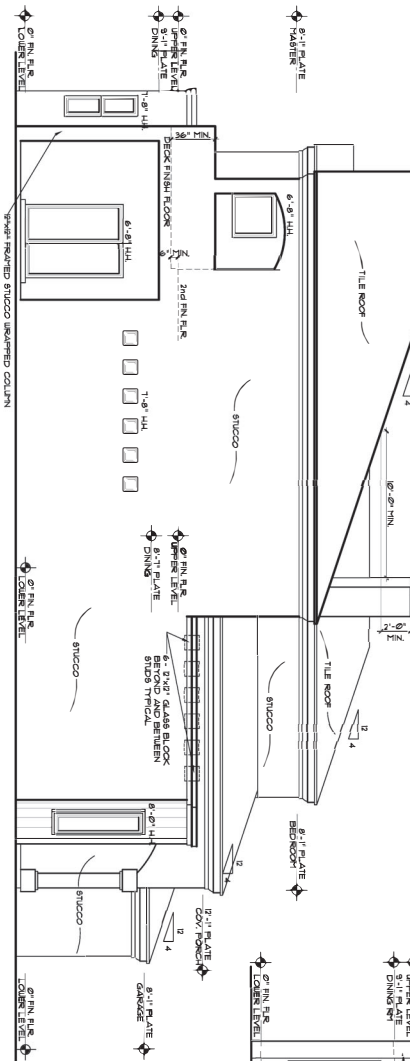 8'-1" PLATE
MASTER
0" FIN. FLR.
UPPER LEVEL
9'-1" PLATE
DINING
0" FIN. FLR.
LOWER LEVEL
TILE ROOF
4
10'-0" MIN.
2'-0"
MIN.
TILE ROOF
12
4
6'-8" H.H.
36" MIN.
DECK FINISH FLOOR
6" MIN.
2nd FIN. FLR.
7'-8" H.H.
6'-8" H.H.
7'-8" H.H.
12"x12" FRAMED STUCCO WRAPPED COLUMN
STUCCO
0" FIN. FLR.
UPPER LEVEL
8'-7" PLATE
DINING
0" FIN. FLR.
LOWER LEVEL
STUCCO
STUCCO
6 - 12"x12" GLASS BLOCK
BEYOND AND BETWEEN
STUDS TYPICAL
8'-0" H.H.
8'-1" PLATE
BEDROOM
12
4
12'-1" PLATE
COV. PORCH
12
4
STUCCO
8'-1" PLATE
GARAGE
0" FIN. FLR.
LOWER LEVEL
UPPER LEVEL
9'-1" PLATE
DINING RM
0" FIN. FLR.
LOWER LEVEL